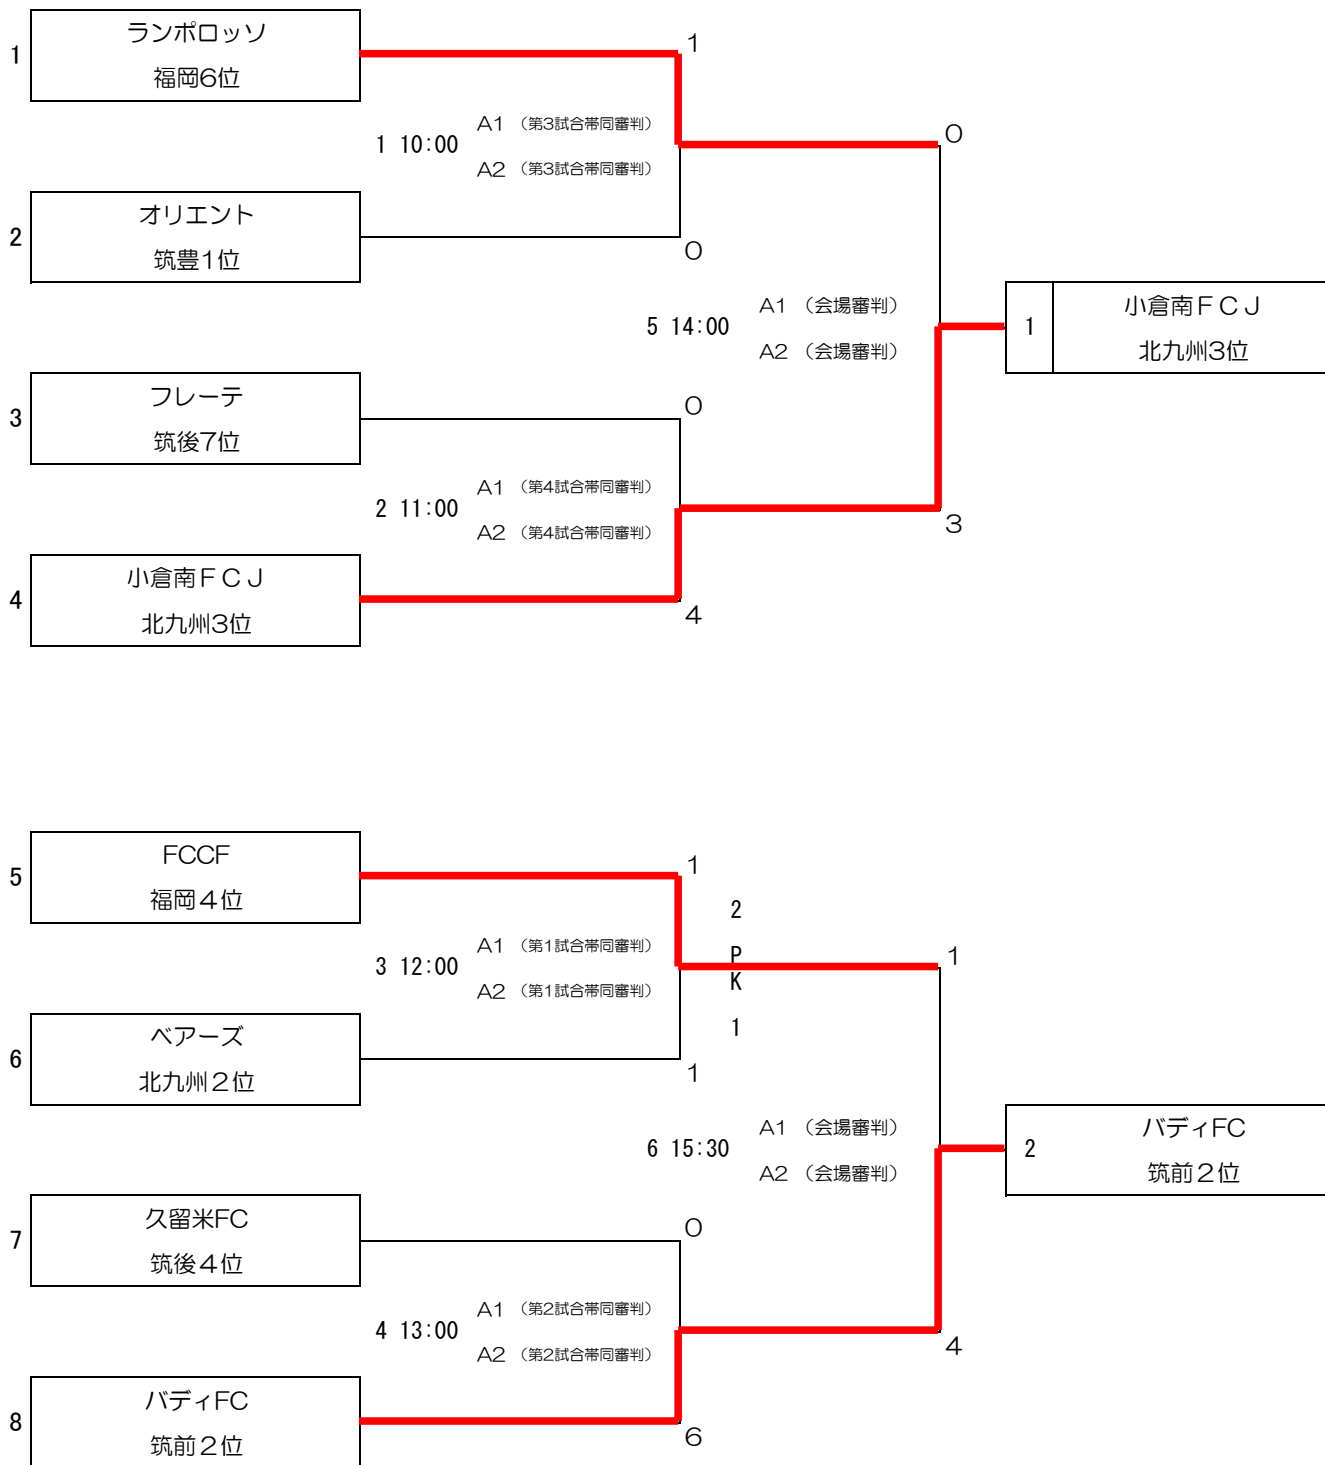 ランポロッソ
1
福岡6位
1
A1 (第3試合帯同審判)
1 10:00
A2 (第3試合帯同審判)
0
オリエント
2
筑豊1位
0
A1 (会場審判)
5 14:00
A2 (会場審判)
1
小倉南ＦＣＪ
北九州3位
フレーテ
3
筑後7位
0
A1 (第4試合帯同審判)
2 11:00
A2 (第4試合帯同審判)
3
小倉南ＦＣＪ
4
北九州3位
4
FCCF
5
福岡４位
1
2
PK
1
A1 (第1試合帯同審判)
3 12:00
A2 (第1試合帯同審判)
1
ベアーズ
6
北九州２位
1
A1 (会場審判)
6 15:30
A2 (会場審判)
2
バディFC
筑前２位
久留米FC
7
筑後４位
0
A1 (第2試合帯同審判)
4 13:00
A2 (第2試合帯同審判)
4
バディFC
8
筑前２位
6